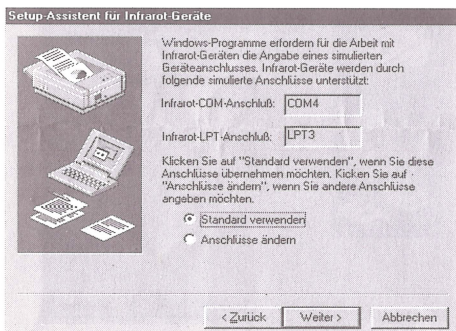 Setup-Assistent für Infrarot-Geräte
Windows-Programme erfordern für die Arbeit mit
Infrarot-Geräten die Angabe eines simulierten
Geräteanschlusses. Infrarot-Geräte werden durch
folgende simulierte Anschlüsse unterstützt:
Infrarot-COM-Anschluß: COM4
Infrarot-LPT-Anschluß: LPT3
Klicken Sie auf "Standard verwenden", wenn Sie diese
Anschlüsse übernehmen möchten. Kicken Sie auf
"Anschlüsse ändern", wenn Sie andere Anschlüsse
angeben möchten.
Standard verwenden
Anschlüsse ändern
< Zurück Weiter > Abbrechen